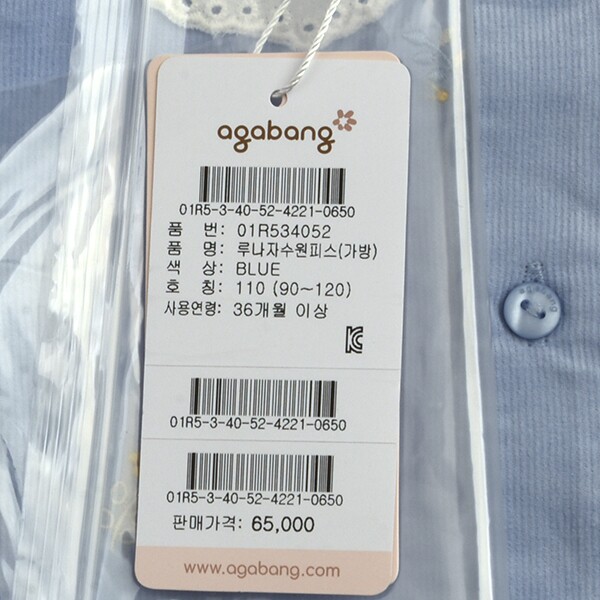 agabang
01R5-3-40-52-4221-0650
품 번: 01R534052
품 명: 루나자수원피스(가방)
색 상: BLUE
호 칭: 110 (90~120)
사용연령: 36개월 이상
01R5-3-40-52-4221-0650
01R5-3-40-52-4221-0650
판매가격: 65,000
www.agabang.com